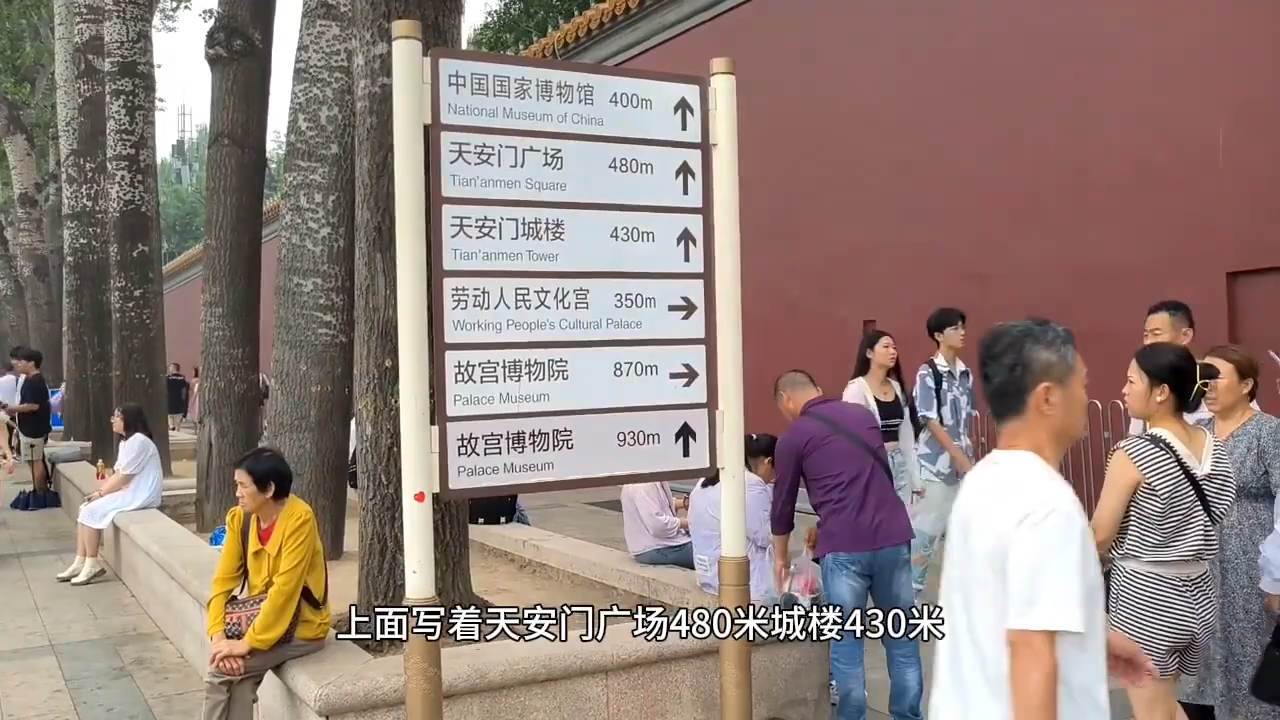 中国国家博物馆 400m
National Museum of China
天安门广场 480m
Tian'anmen Square
天安门城楼 430m
Tian'anmen Tower
劳动人民文化宫 350m
Working People's Cultural Palace
故宫博物院 870m
Palace Museum
故宫博物院 930m
Palace Museum
上面写着天安门广场480米城楼430米